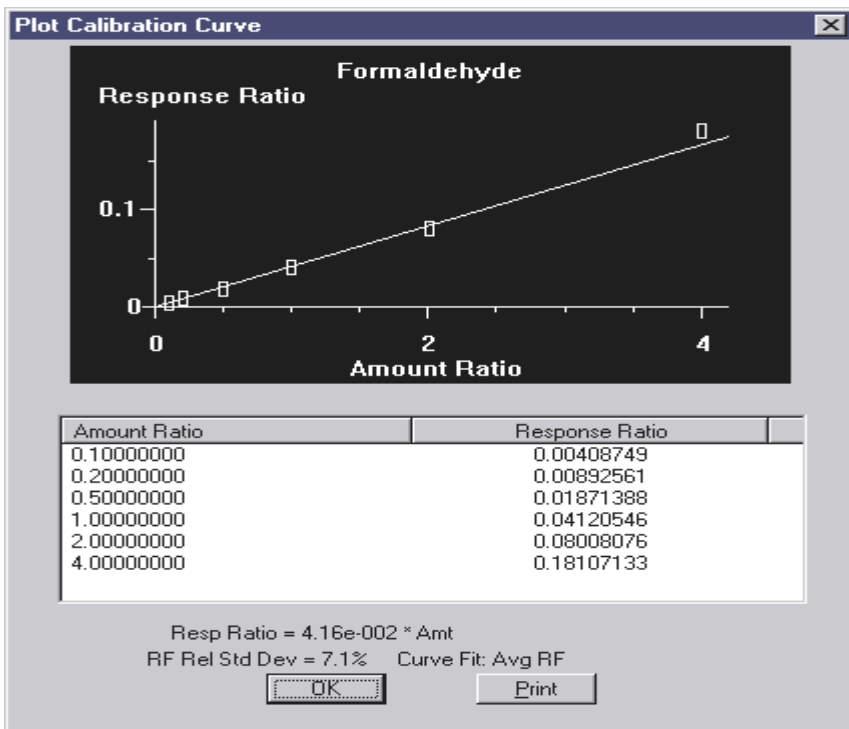 Plot Calibration Curve
Formaldehyde
Response Ratio
0.1
0
0 2 4
Amount Ratio
Amount Ratio Response Ratio
0.10000000 0.00408749
0.20000000 0.00892561
0.50000000 0.01871388
1.00000000 0.04120546
2.00000000 0.08008076
4.00000000 0.18107133
Resp Ratio = 4.16e-002 * Amt
RF Rel Std Dev = 7.1% Curve Fit: Avg RF
OK Print